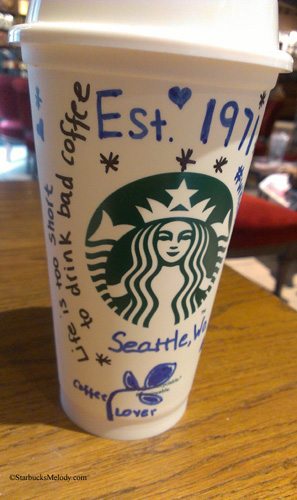 Est. 1971
Life is too short
to drink bad coffee
Seattle, Wa
Coffee
Lover
©StarbucksMelody.com